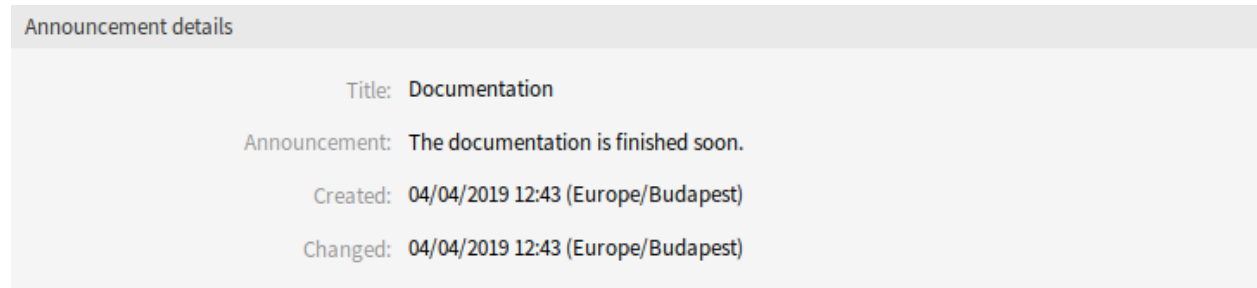 Announcement details
Title: Documentation
Announcement: The documentation is finished soon.
Created: 04/04/2019 12:43 (Europe/Budapest)
Changed: 04/04/2019 12:43 (Europe/Budapest)